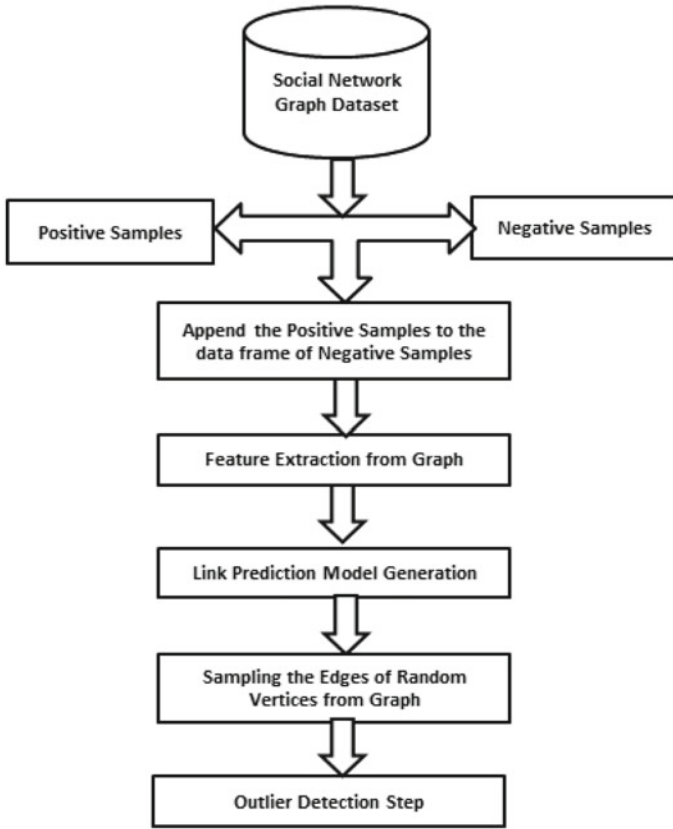 Social Network
Graph Dataset
Positive Samples
Negative Samples
Append the Positive Samples to the
data frame of Negative Samples
Feature Extraction from Graph
Link Prediction Model Generation
Sampling the Edges of Random
Vertices from Graph
Outlier Detection Step